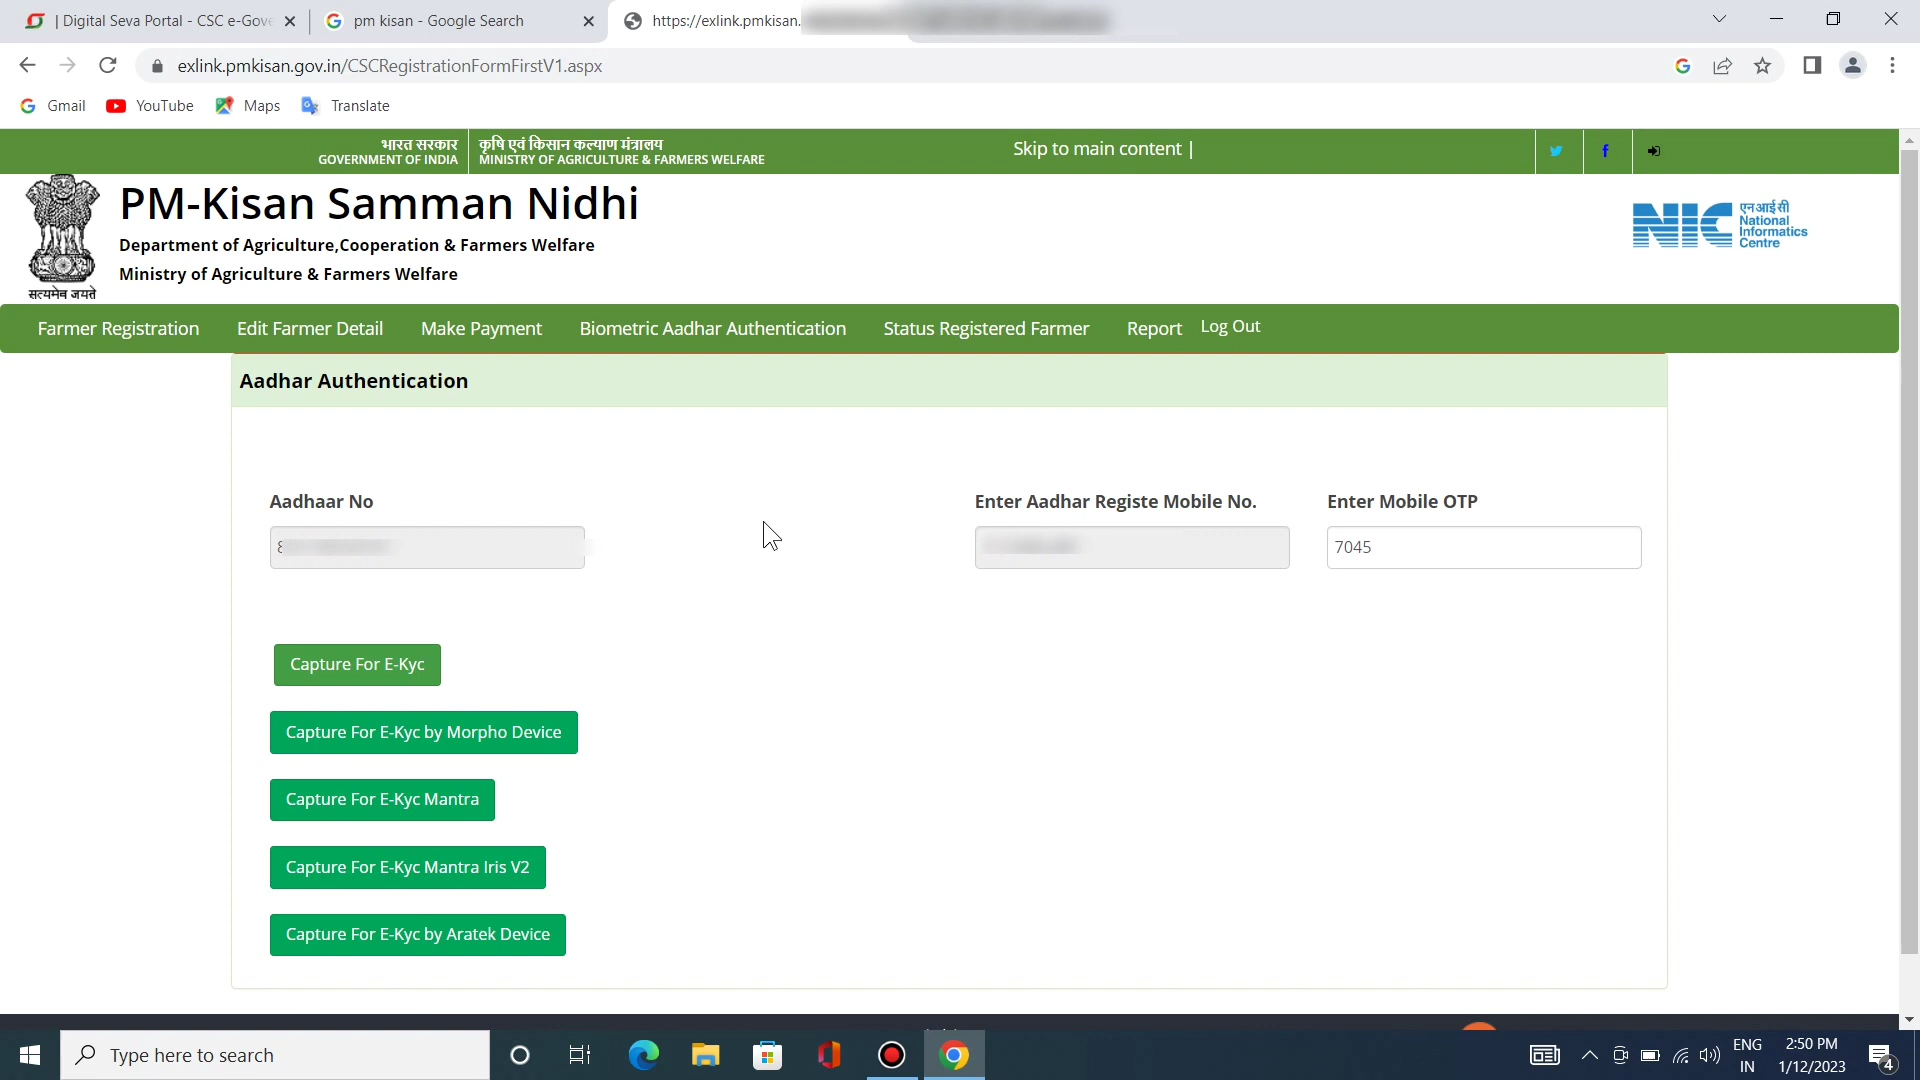 | Digital Seva Portal - CSC e-Gove
pm kisan - Google Search
https://exlink.pmkisan.
exlink.pmkisan.gov.in/CSCRegistrationFormFirstV1.aspx
Gmail
YouTube
Maps
Translate
भारत सरकार
GOVERNMENT OF INDIA
कृषि एवं किसान कल्याण मंत्रालय
MINISTRY OF AGRICULTURE & FARMERS WELFARE
Skip to main content |
PM-Kisan Samman Nidhi
Department of Agriculture,Cooperation & Farmers Welfare
Ministry of Agriculture & Farmers Welfare
सत्यमेव जयते
NIC
एन आई सी
National
Informatics
Centre
Farmer Registration
Edit Farmer Detail
Make Payment
Biometric Aadhar Authentication
Status Registered Farmer
Report
Log Out
Aadhar Authentication
Aadhaar No
Enter Aadhar Registe Mobile No.
Enter Mobile OTP
7045
Capture For E-Kyc
Capture For E-Kyc by Morpho Device
Capture For E-Kyc Mantra
Capture For E-Kyc Mantra Iris V2
Capture For E-Kyc by Aratek Device
Type here to search
ENG
IN
2:50 PM
1/12/2023
4